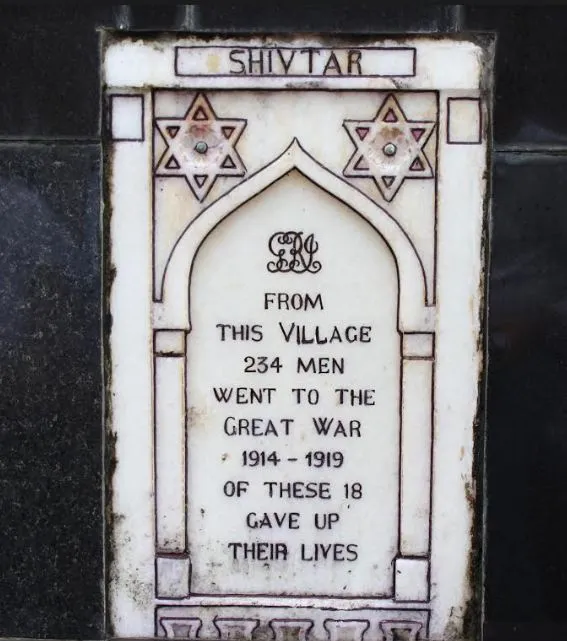 SHIVTAR
GRI
FROM
THIS VILLAGE
234 MEN
WENT TO THE
GREAT WAR
1914 - 1919
OF THESE 18
GAVE UP
THEIR LIVES